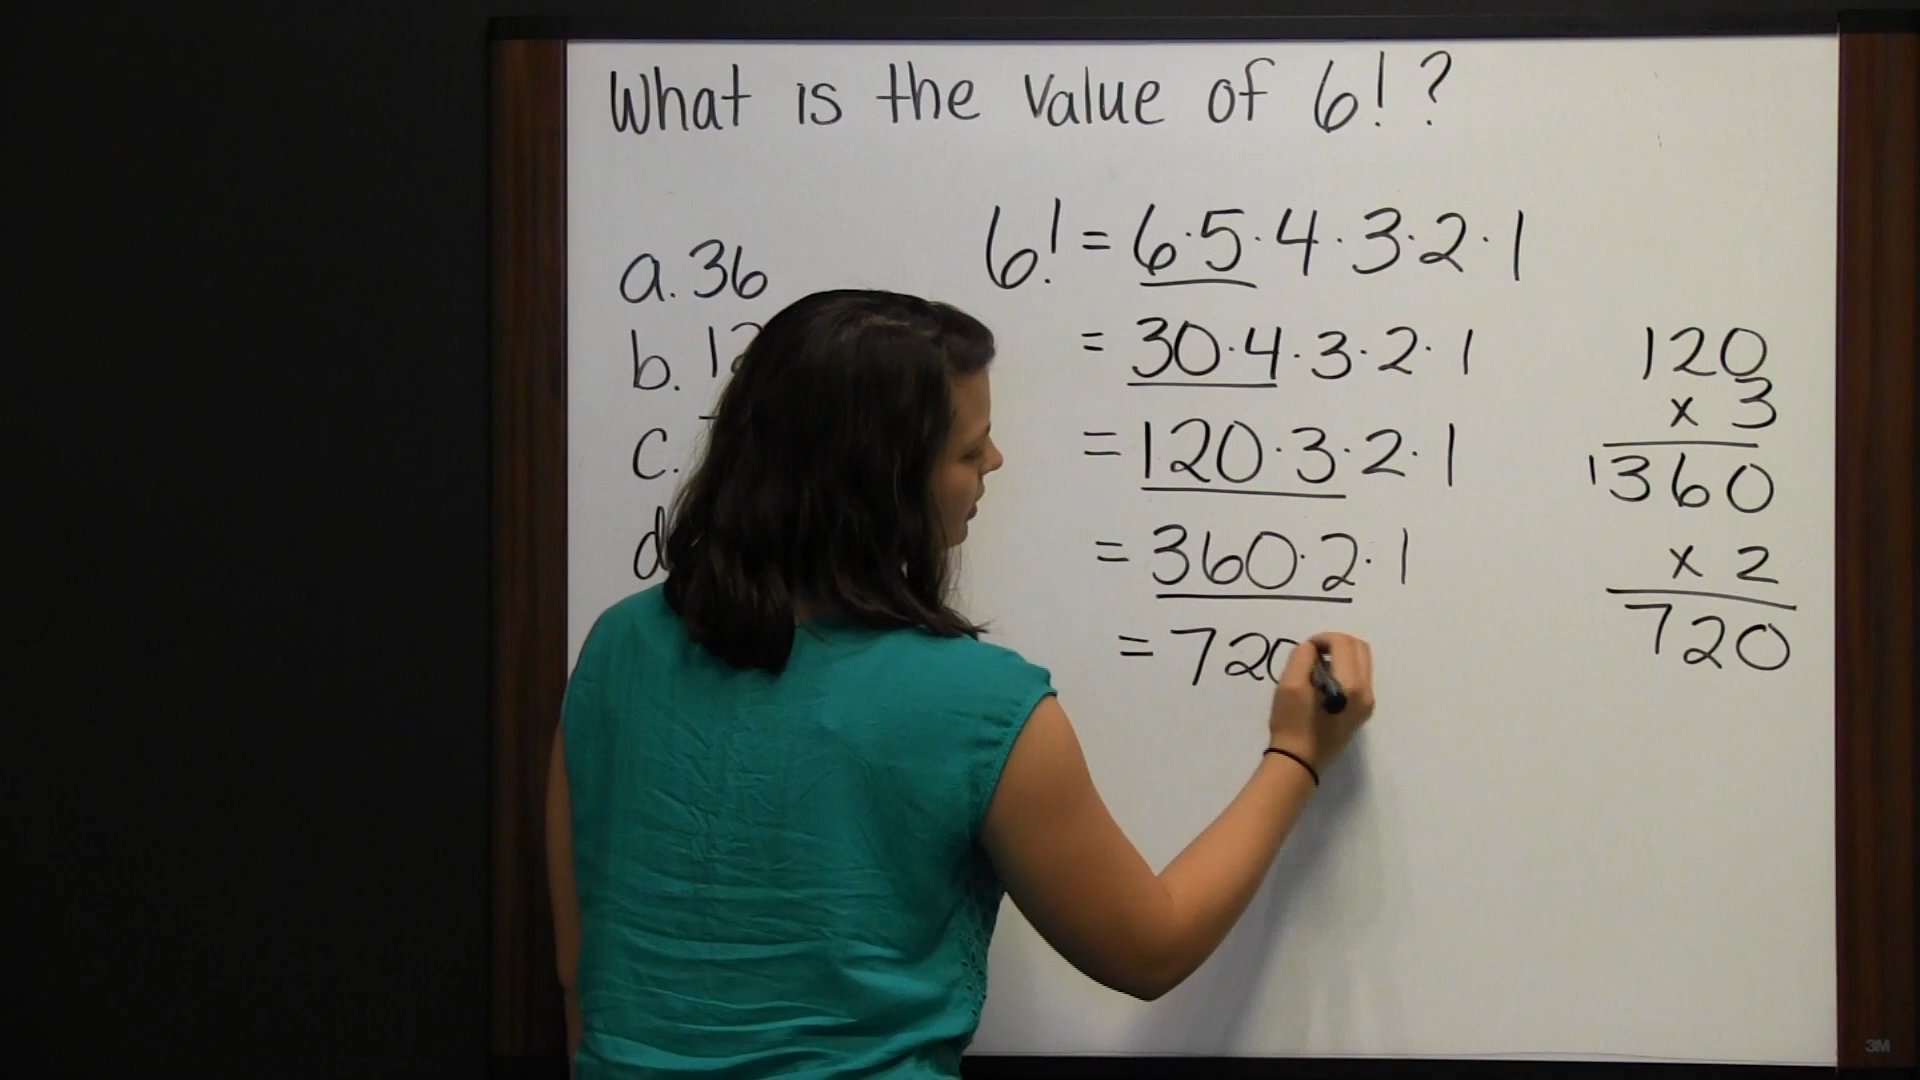 What is the value of 6! ?
a. 36
b.
c.
d
6! = 6·5·4·3·2·1
= 30·4·3·2·1
= 120·3·2·1
= 360·2·1
= 720
120
x 3
1360
x 2
720
3M